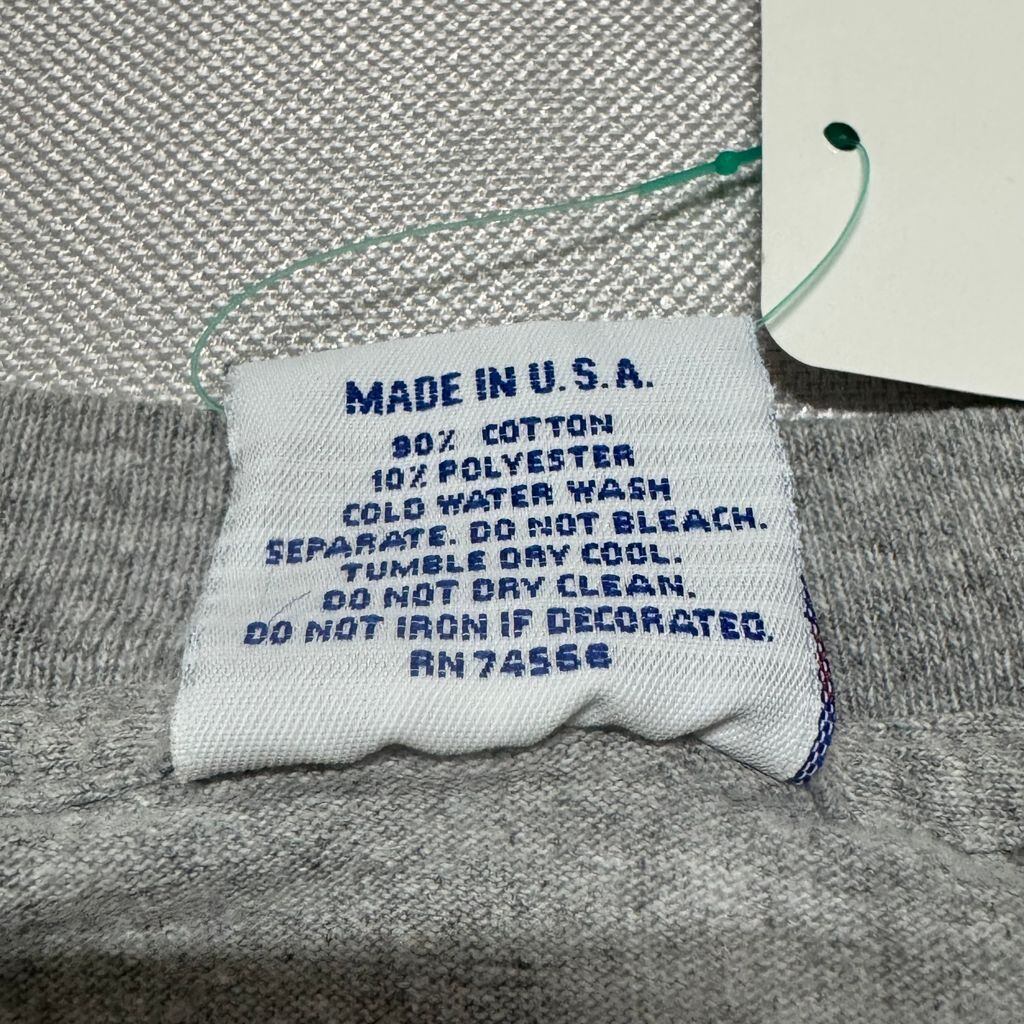 MADE IN U.S.A.
90% COTTON
10% POLYESTER
COLD WATER WASH
SEPARATE. DO NOT BLEACH.
TUMBLE DRY COOL.
DO NOT DRY CLEAN.
DO NOT IRON IF DECORATED.
RN 74556